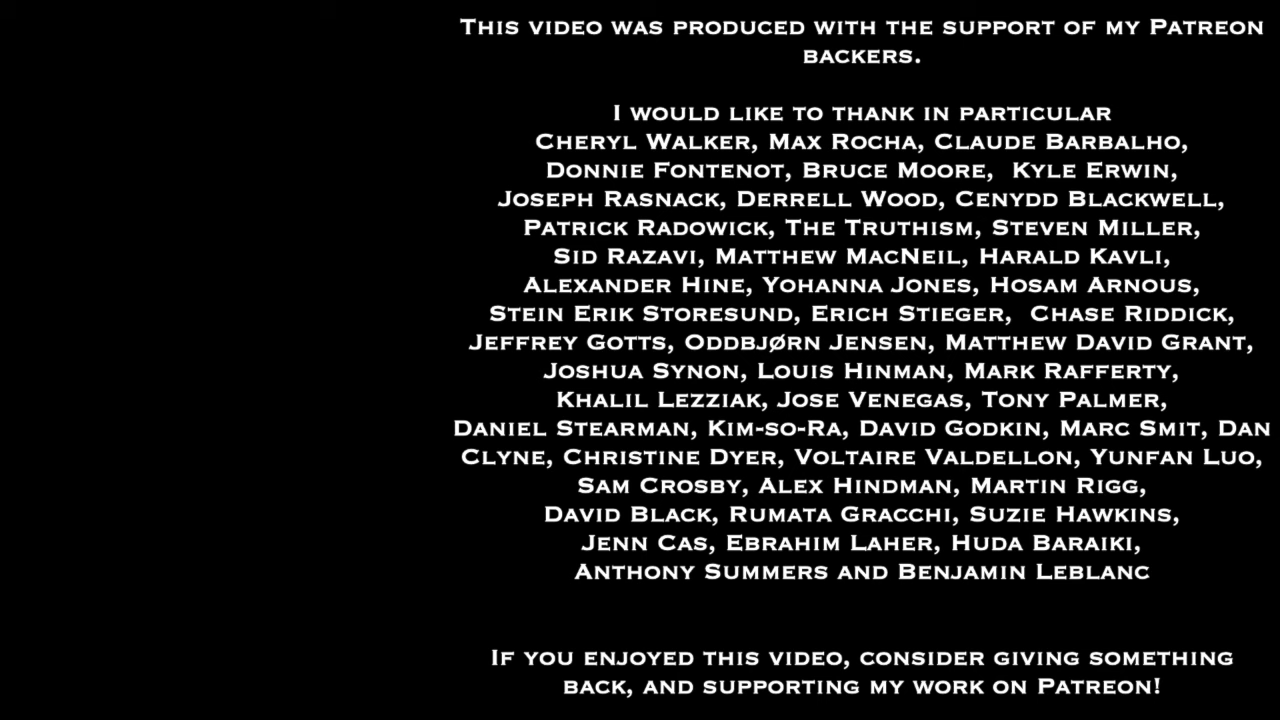 This video was produced with the support of my Patreon
backers.
I would like to thank in particular
Cheryl Walker, Max Rocha, Claude Barbalho,
Donnie Fontenot, Bruce Moore, Kyle Erwin,
Joseph Rasnack, Derrell Wood, Cenydd Blackwell,
Patrick Radowick, The Truthism, Steven Miller,
Sid Razavi, Matthew MacNeil, Harald Kavli,
Alexander Hine, Yohanna Jones, Hosam Arnous,
Stein Erik Storesund, Erich Stieger, Chase Riddick,
Jeffrey Gotts, Oddbjørn Jensen, Matthew David Grant,
Joshua Synon, Louis Hinman, Mark Rafferty,
Khalil Lezziak, Jose Venegas, Tony Palmer,
Daniel Stearman, Kim-so-Ra, David Godkin, Marc Smit, Dan
Clyne, Christine Dyer, Voltaire Valdellon, Yunfan Luo,
Sam Crosby, Alex Hindman, Martin Rigg,
David Black, Rumata Gracchi, Suzie Hawkins,
Jenn Cas, Ebrahim Laher, Huda Baraiki,
Anthony Summers and Benjamin Leblanc
If you enjoyed this video, consider giving something
back, and supporting my work on Patreon!